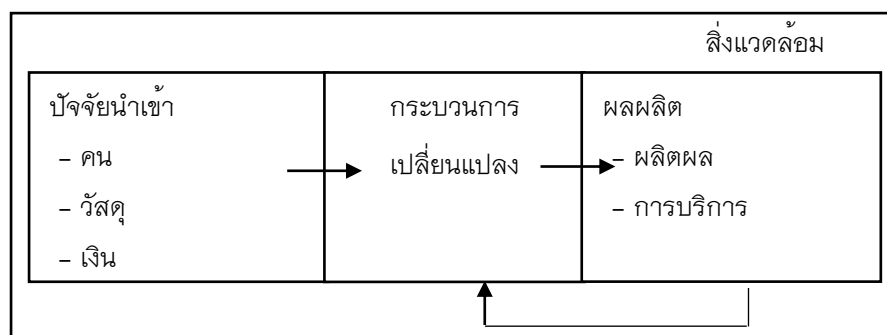 สิ่งแวดล้อม
ปัจจัยนำเข้า
– คน
– วัสดุ
– เงิน
กระบวนการ
เปลี่ยนแปลง
ผลผลิต
– ผลิตผล
– การบริการ